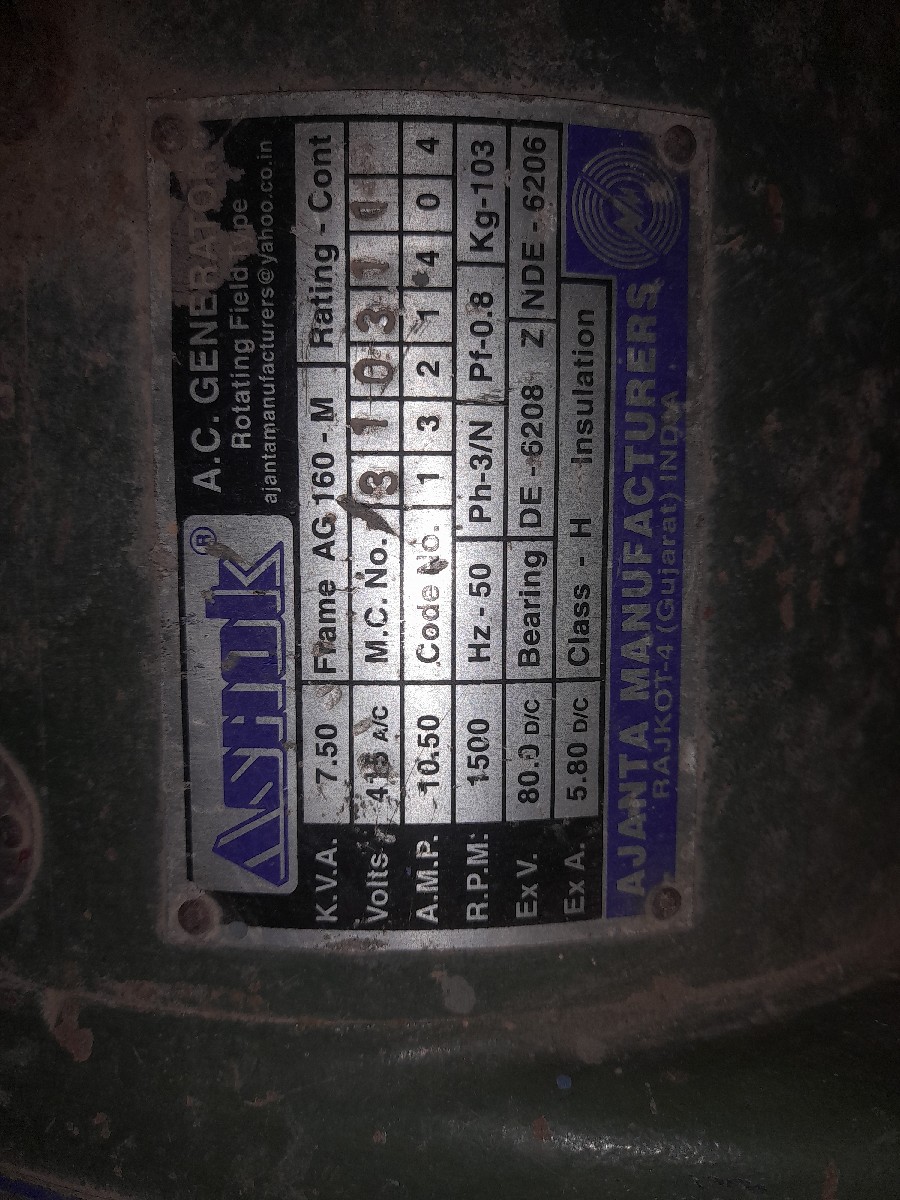 ®
A.C. GENERATOR
Rotating Field Type
ajantamanufacturers@yahoo.co.in
K.V.A. 7.50 Frame AG 160 - M Rating - Cont
Volts 415 A/C M.C. No. 3 1 0 3 1 0
A.M.P. 10.50 Code No. 1 3 2 1 4 0 4
R.P.M: 1500 Hz - 50 Ph-3/N Pf-0.8 Kg-103
Ex V. 80.0 D/C Bearing DE - 6208 Z NDE - 6206
Ex A. 5.80 D/C Class - H Insulation
AJANTA MANUFACTURERS
RAJKOT-4 (Gujarat) INDIA